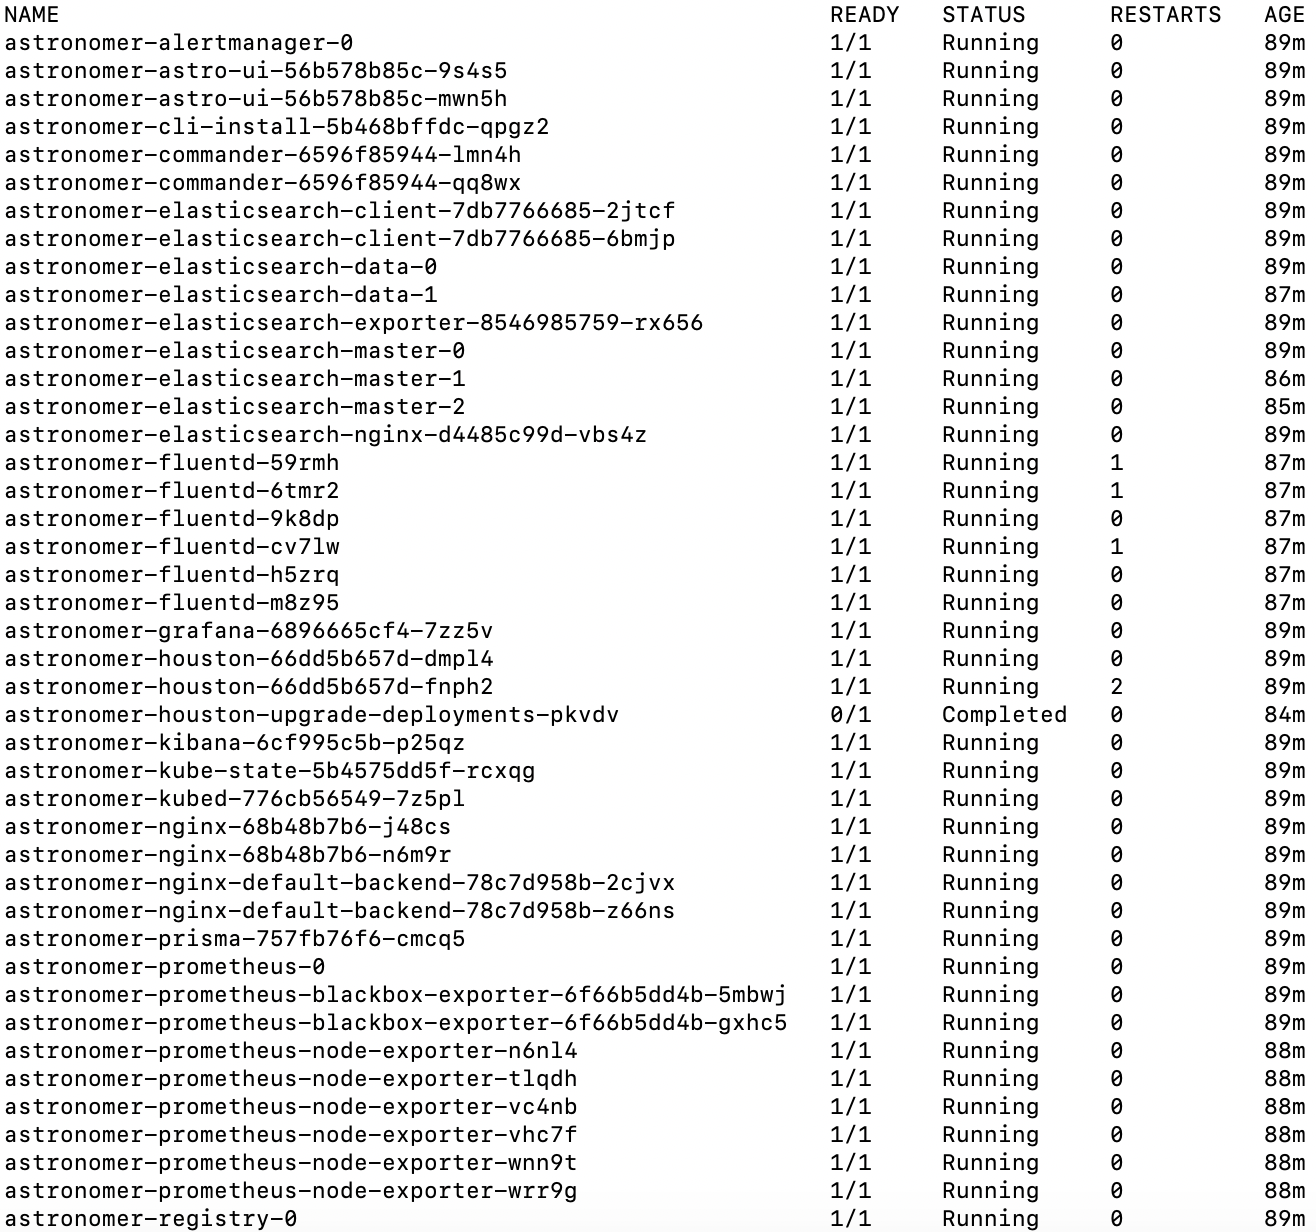 NAME READY STATUS RESTARTS AGE
astronomer-alertmanager-0 1/1 Running 0 89m
astronomer-astro-ui-56b578b85c-9s4s5 1/1 Running 0 89m
astronomer-astro-ui-56b578b85c-mwn5h 1/1 Running 0 89m
astronomer-cli-install-5b468bffdc-qpgz2 1/1 Running 0 89m
astronomer-commander-6596f85944-lmn4h 1/1 Running 0 89m
astronomer-commander-6596f85944-qq8wx 1/1 Running 0 89m
astronomer-elasticsearch-client-7db7766685-2jtcf 1/1 Running 0 89m
astronomer-elasticsearch-client-7db7766685-6bmjp 1/1 Running 0 89m
astronomer-elasticsearch-data-0 1/1 Running 0 89m
astronomer-elasticsearch-data-1 1/1 Running 0 87m
astronomer-elasticsearch-exporter-8546985759-rx656 1/1 Running 0 89m
astronomer-elasticsearch-master-0 1/1 Running 0 89m
astronomer-elasticsearch-master-1 1/1 Running 0 86m
astronomer-elasticsearch-master-2 1/1 Running 0 85m
astronomer-elasticsearch-nginx-d4485c99d-vbs4z 1/1 Running 0 89m
astronomer-fluentd-59rmh 1/1 Running 1 87m
astronomer-fluentd-6tmr2 1/1 Running 1 87m
astronomer-fluentd-9k8dp 1/1 Running 0 87m
astronomer-fluentd-cv7lw 1/1 Running 1 87m
astronomer-fluentd-h5zrq 1/1 Running 0 87m
astronomer-fluentd-m8z95 1/1 Running 0 87m
astronomer-grafana-6896665cf4-7zz5v 1/1 Running 0 89m
astronomer-houston-66dd5b657d-dmpl4 1/1 Running 0 89m
astronomer-houston-66dd5b657d-fnph2 1/1 Running 2 89m
astronomer-houston-upgrade-deployments-pkvdv 0/1 Completed 0 84m
astronomer-kibana-6cf995c5b-p25qz 1/1 Running 0 89m
astronomer-kube-state-5b4575dd5f-rcxqg 1/1 Running 0 89m
astronomer-kubed-776cb56549-7z5pl 1/1 Running 0 89m
astronomer-nginx-68b48b7b6-j48cs 1/1 Running 0 89m
astronomer-nginx-68b48b7b6-n6m9r 1/1 Running 0 89m
astronomer-nginx-default-backend-78c7d958b-2cjvx 1/1 Running 0 89m
astronomer-nginx-default-backend-78c7d958b-z66ns 1/1 Running 0 89m
astronomer-prisma-757fb76f6-cmcq5 1/1 Running 0 89m
astronomer-prometheus-0 1/1 Running 0 89m
astronomer-prometheus-blackbox-exporter-6f66b5dd4b-5mbwj 1/1 Running 0 89m
astronomer-prometheus-blackbox-exporter-6f66b5dd4b-gxhc5 1/1 Running 0 89m
astronomer-prometheus-node-exporter-n6nl4 1/1 Running 0 88m
astronomer-prometheus-node-exporter-tlqdh 1/1 Running 0 88m
astronomer-prometheus-node-exporter-vc4nb 1/1 Running 0 88m
astronomer-prometheus-node-exporter-vhc7f 1/1 Running 0 88m
astronomer-prometheus-node-exporter-wnn9t 1/1 Running 0 88m
astronomer-prometheus-node-exporter-wrr9g 1/1 Running 0 88m
astronomer-registry-0 1/1 Running 0 89m